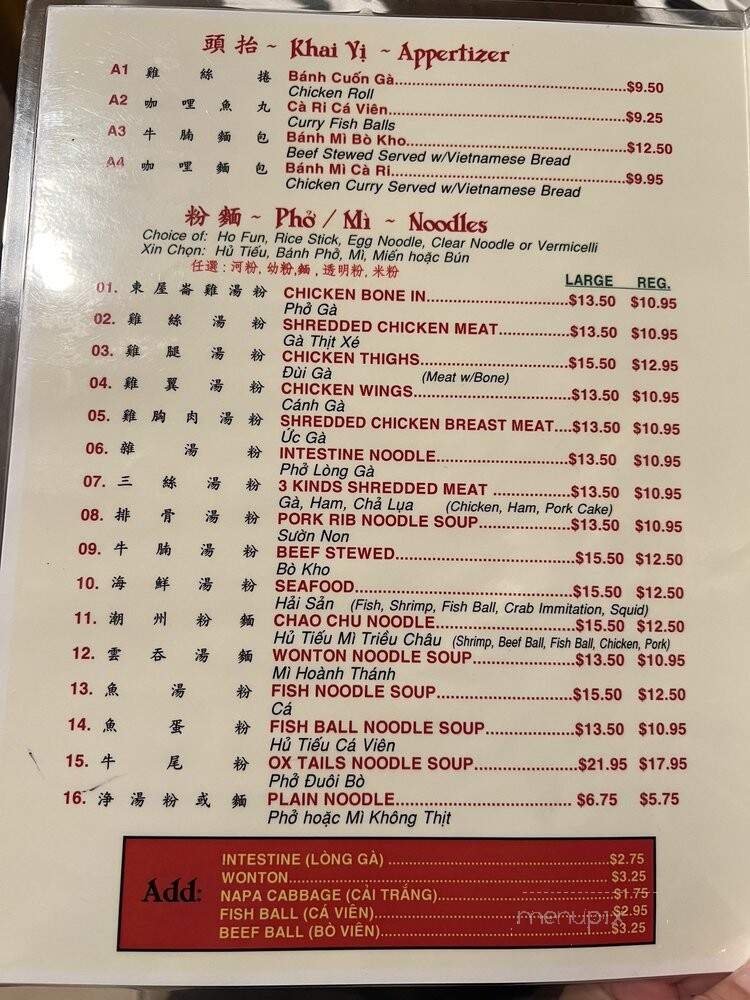 頭抬 ~ Khai Vị ~ Appertizer
A1 雞絲捲 Bánh Cuốn Gà..........$9.50
Chicken Roll
A2 咖哩魚丸 Cà Ri Cá Viên..........$9.25
Curry Fish Balls
A3 牛腩麵包 Bánh Mì Bò Kho..........$12.50
Beef Stewed Served w/Vietnamese Bread
A4 咖哩麵包 Bánh Mì Cà Ri..........$9.95
Chicken Curry Served w/Vietnamese Bread
粉麵 ~ Phở / Mì ~ Noodles
Choice of: Ho Fun, Rice Stick, Egg Noodle, Clear Noodle or Vermicelli
Xin Chọn: Hủ Tiếu, Bánh Phở, Mì, Miến hoặc Bún
任選:河粉, 幼粉, 麵, 透明粉, 米粉
LARGE REG.
01. 東屋崙雞湯粉 CHICKEN BONE IN..........$13.50 $10.95
Phở Gà
02. 雞絲湯粉 SHREDDED CHICKEN MEAT..........$13.50 $10.95
Gà Thịt Xé
03. 雞腿湯粉 CHICKEN THIGHS..........$15.50 $12.95
Đùi Gà (Meat w/Bone)
04. 雞翼湯粉 CHICKEN WINGS..........$13.50 $10.95
Cánh Gà
05. 雞胸肉湯粉 SHREDDED CHICKEN BREAST MEAT....$13.50 $10.95
Ức Gà
06. 雜湯粉 INTESTINE NOODLE..........$13.50 $10.95
Phở Lòng Gà
07. 三絲湯粉 3 KINDS SHREDDED MEAT ..........$13.50 $10.95
Gà, Ham, Chả Lụa (Chicken, Ham, Pork Cake)
08. 排骨湯粉 PORK RIB NOODLE SOUP..........$13.50 $10.95
Sườn Non
09. 牛腩湯粉 BEEF STEWED..........$15.50 $12.50
Bò Kho
10. 海鮮湯粉 SEAFOOD..........$15.50 $12.50
Hải Sản (Fish, Shrimp, Fish Ball, Crab Immitation, Squid)
11. 潮州粉麵 CHAO CHU NOODLE..........$15.50 $12.50
Hủ Tiếu Mì Triều Châu (Shrimp, Beef Ball, Fish Ball, Chicken, Pork)
12. 雲吞湯麵 WONTON NOODLE SOUP..........$13.50 $10.95
Mì Hoành Thánh
13. 魚湯粉 FISH NOODLE SOUP..........$15.50 $12.50
Cá
14. 魚蛋粉 FISH BALL NOODLE SOUP..........$13.50 $10.95
Hủ Tiếu Cá Viên
15. 牛尾粉 OX TAILS NOODLE SOUP..........$21.95 $17.95
Phở Đuôi Bò
16. 净湯粉或麵 PLAIN NOODLE.......... $6.75 $5.75
Phở hoặc Mì Không Thịt
Add:
INTESTINE (LÒNG GÀ) ..........$2.75
WONTON.......... $3.25
NAPA CABBAGE (CẢI TRẮNG)..........$1.75
FISH BALL (CÁ VIÊN)..........$2.95
BEEF BALL (BÒ VIÊN)..........$3.25
menupix